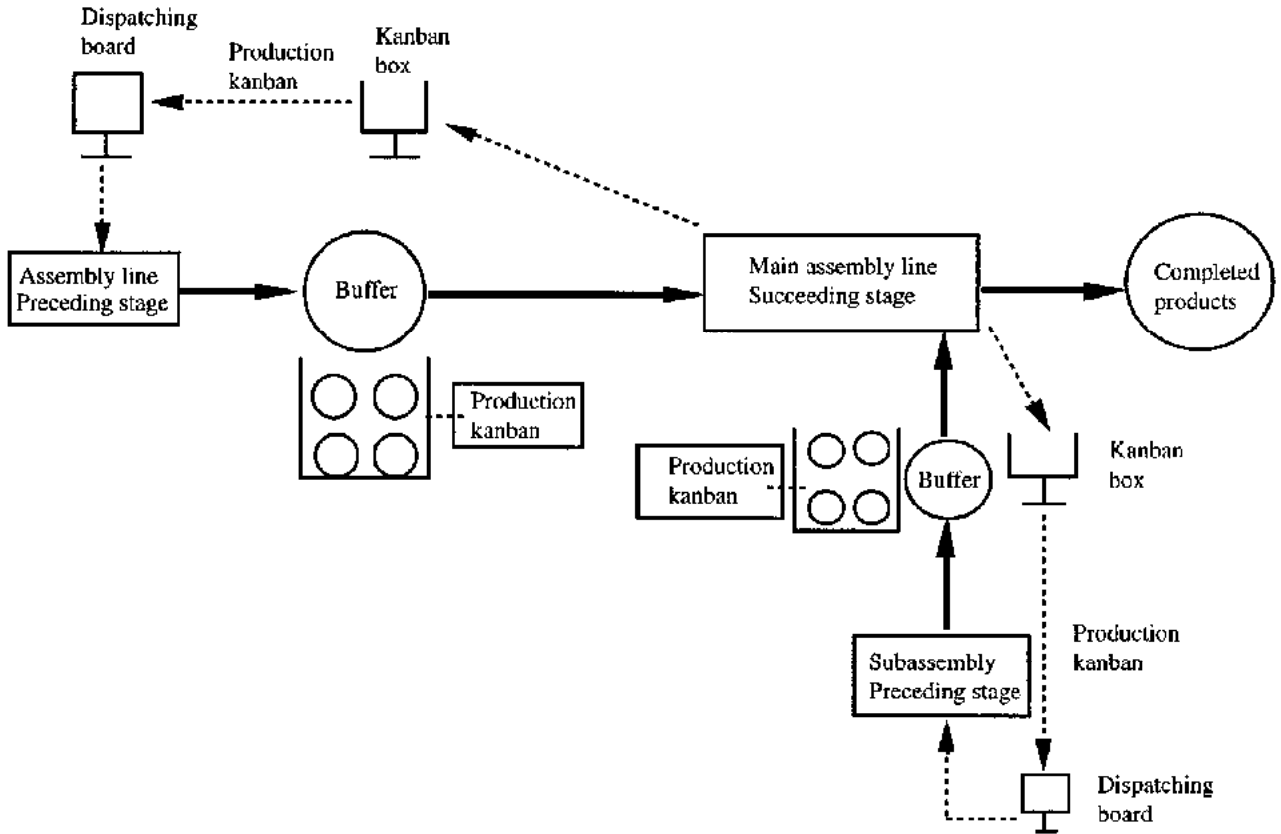 Dispatching
board
Production
kanban
Kanban
box
Assembly line
Preceding stage
Buffer
Main assembly line
Succeeding stage
Completed
products
Production
kanban
Production
kanban
Buffer
Kanban
box
Subassembly
Preceding stage
Production
kanban
Dispatching
board